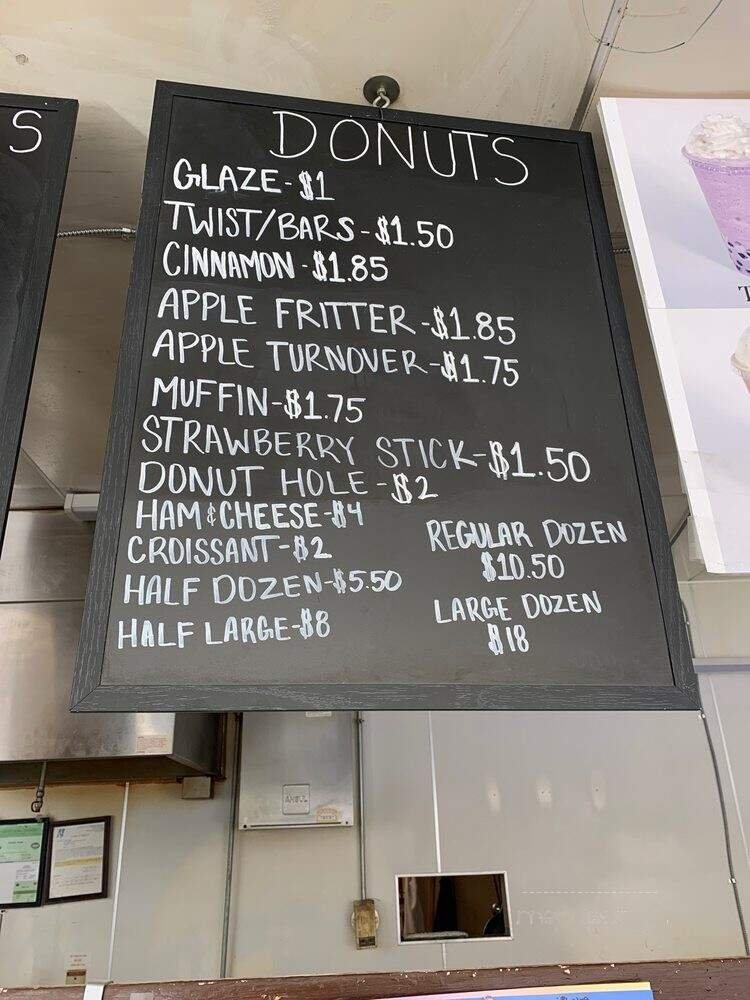 S
DONUTS
GLAZE-$1
TWIST/BARS-$1.50
CINNAMON-$1.85
APPLE FRITTER-$1.85
APPLE TURNOVER-$1.75
MUFFIN-$1.75
STRAWBERRY STICK-$1.50
DONUT HOLE-$2
HAM & CHEESE-$4
CROISSANT-$2
HALF DOZEN-$5.50
HALF LARGE-$8
REGULAR DOZEN
$10.50
LARGE DOZEN
$18
T
ANSUL